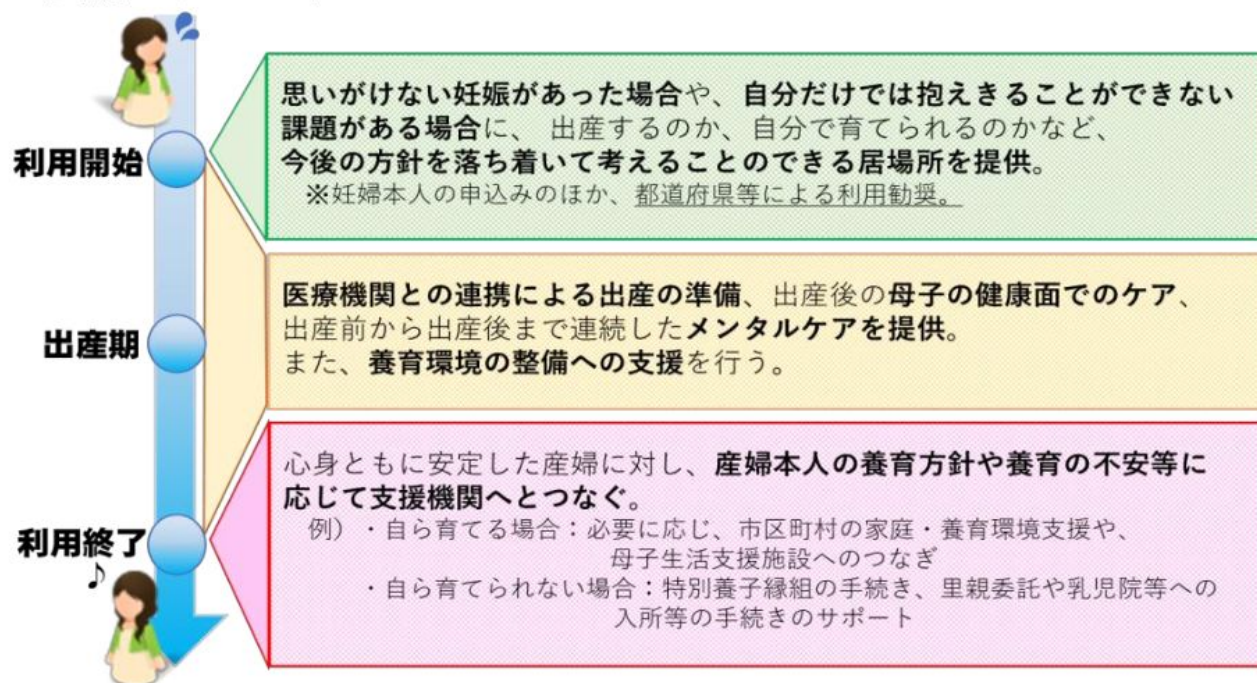 利用開始
思いがけない妊娠があった場合や、自分だけでは抱えきることができない
課題がある場合に、 出産するのか、自分で育てられるのかなど、
今後の方針を落ち着いて考えることのできる居場所を提供。
※妊婦本人の申込みのほか、都道府県等による利用勧奨。
出産期
医療機関との連携による出産の準備、出産後の母子の健康面でのケア、
出産前から出産後まで連続したメンタルケアを提供。
また、養育環境の整備への支援を行う。
利用終了
心身ともに安定した産婦に対し、産婦本人の養育方針や養育の不安等に
応じて支援機関へとつなぐ。
例）・自ら育てる場合：必要に応じ、市区町村の家庭・養育環境支援や、
母子生活支援施設へのつなぎ
・自ら育てられない場合：特別養子縁組の手続き、里親委託や乳児院等への
入所等の手続きのサポート